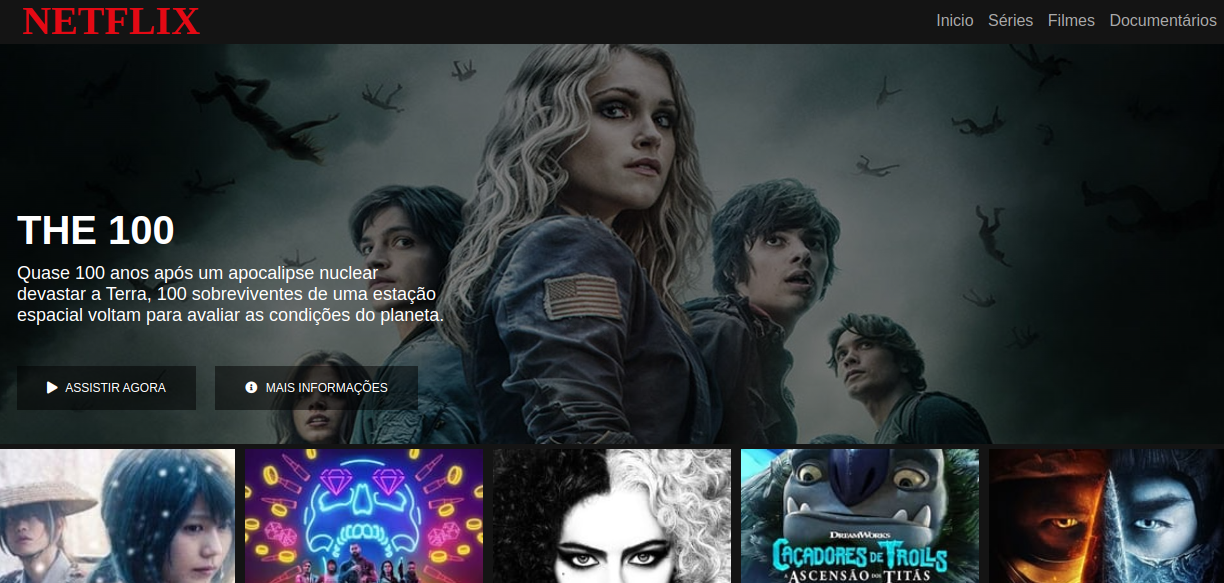 NETFLIX
Inicio Séries Filmes Documentários
THE 100
Quase 100 anos após um apocalipse nuclear
devastar a Terra, 100 sobreviventes de uma estação
espacial voltam para avaliar as condições do planeta.
ASSISTIR AGORA
MAIS INFORMAÇÕES
DREAMWORKS
CAÇADORES DE TROLLS
A ASCENSÃO DOS TITÃS